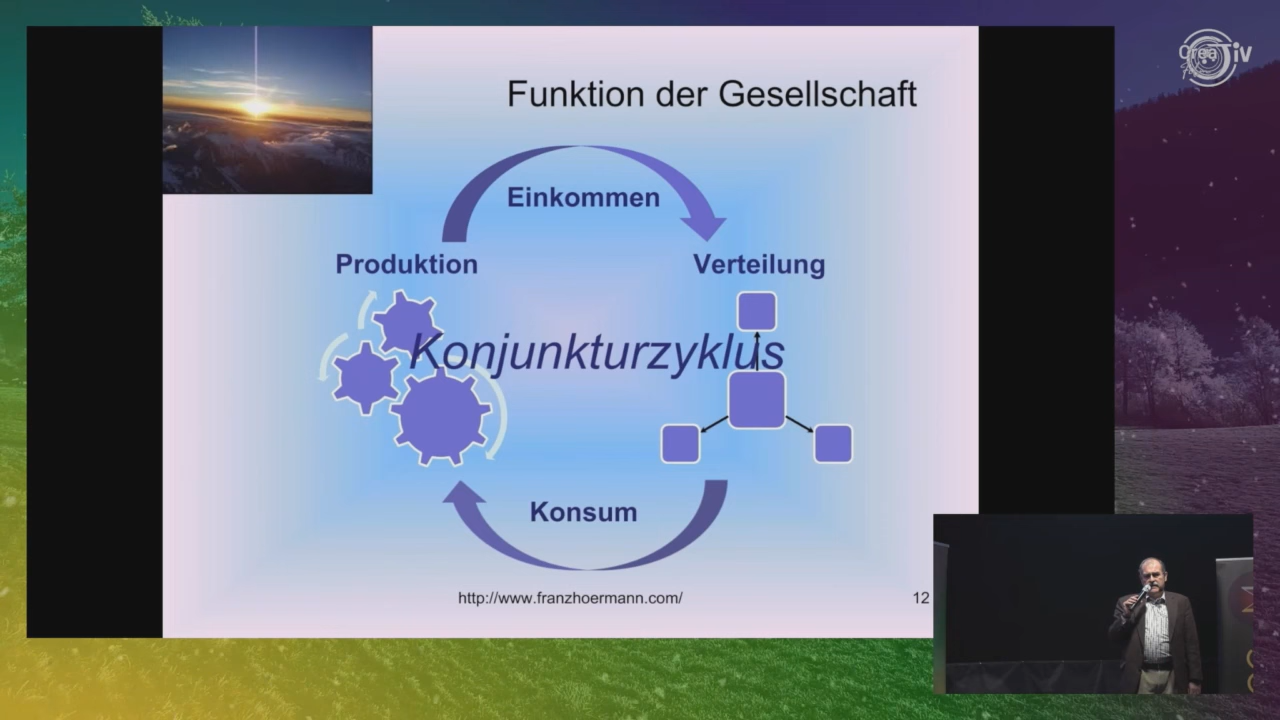 Funktion der Gesellschaft
Einkommen
Produktion
Verteilung
Konjunkturzyklus
Konsum
http://www.franzhoermann.com/
12